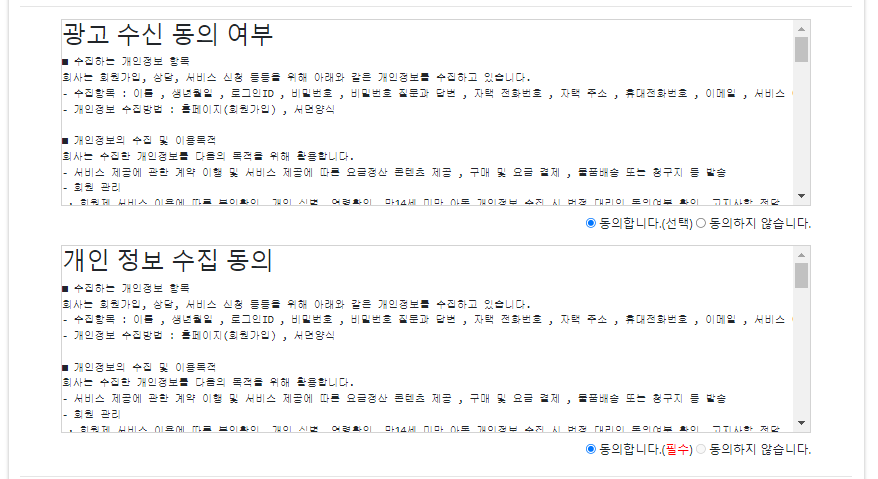 광고 수신 동의 여부
■ 수집하는 개인정보 항목
회사는 회원가입, 상담, 서비스 신청 등등을 위해 아래와 같은 개인정보를 수집하고 있습니다.
- 수집항목 : 이름 , 생년월일 , 로그인ID , 비밀번호 , 비밀번호 질문과 답변 , 자택 전화번호 , 자택 주소 , 휴대전화번호 , 이메일 , 서비스
- 개인정보 수집방법 : 홈페이지(회원가입) , 서면양식
■ 개인정보의 수집 및 이용목적
회사는 수집한 개인정보를 다음의 목적을 위해 활용합니다.
- 서비스 제공에 관한 계약 이행 및 서비스 제공에 따른 요금정산 콘텐츠 제공 , 구매 및 요금 결제 , 물품배송 또는 청구지 등 발송
- 회원 관리
- 회원제 서비스 이용에 따른 본인확인, 개인 식별, 연령확인, 만14세 미만 아동 개인정보 수집 시 법정 대리인 동의여부 확인, 고지사항 전달
동의합니다.(선택) 동의하지 않습니다.
개인 정보 수집 동의
■ 수집하는 개인정보 항목
회사는 회원가입, 상담, 서비스 신청 등등을 위해 아래와 같은 개인정보를 수집하고 있습니다.
- 수집항목 : 이름 , 생년월일 , 로그인ID , 비밀번호 , 비밀번호 질문과 답변 , 자택 전화번호 , 자택 주소 , 휴대전화번호 , 이메일 , 서비스
- 개인정보 수집방법 : 홈페이지(회원가입) , 서면양식
■ 개인정보의 수집 및 이용목적
회사는 수집한 개인정보를 다음의 목적을 위해 활용합니다.
- 서비스 제공에 관한 계약 이행 및 서비스 제공에 따른 요금정산 콘텐츠 제공 , 구매 및 요금 결제 , 물품배송 또는 청구지 등 발송
- 회원 관리
- 회원제 서비스 이용에 따른 본인확인, 개인 식별, 연령확인, 만14세 미만 아동 개인정보 수집 시 법정 대리인 동의여부 확인, 고지사항 전달
동의합니다.(필수) 동의하지 않습니다.